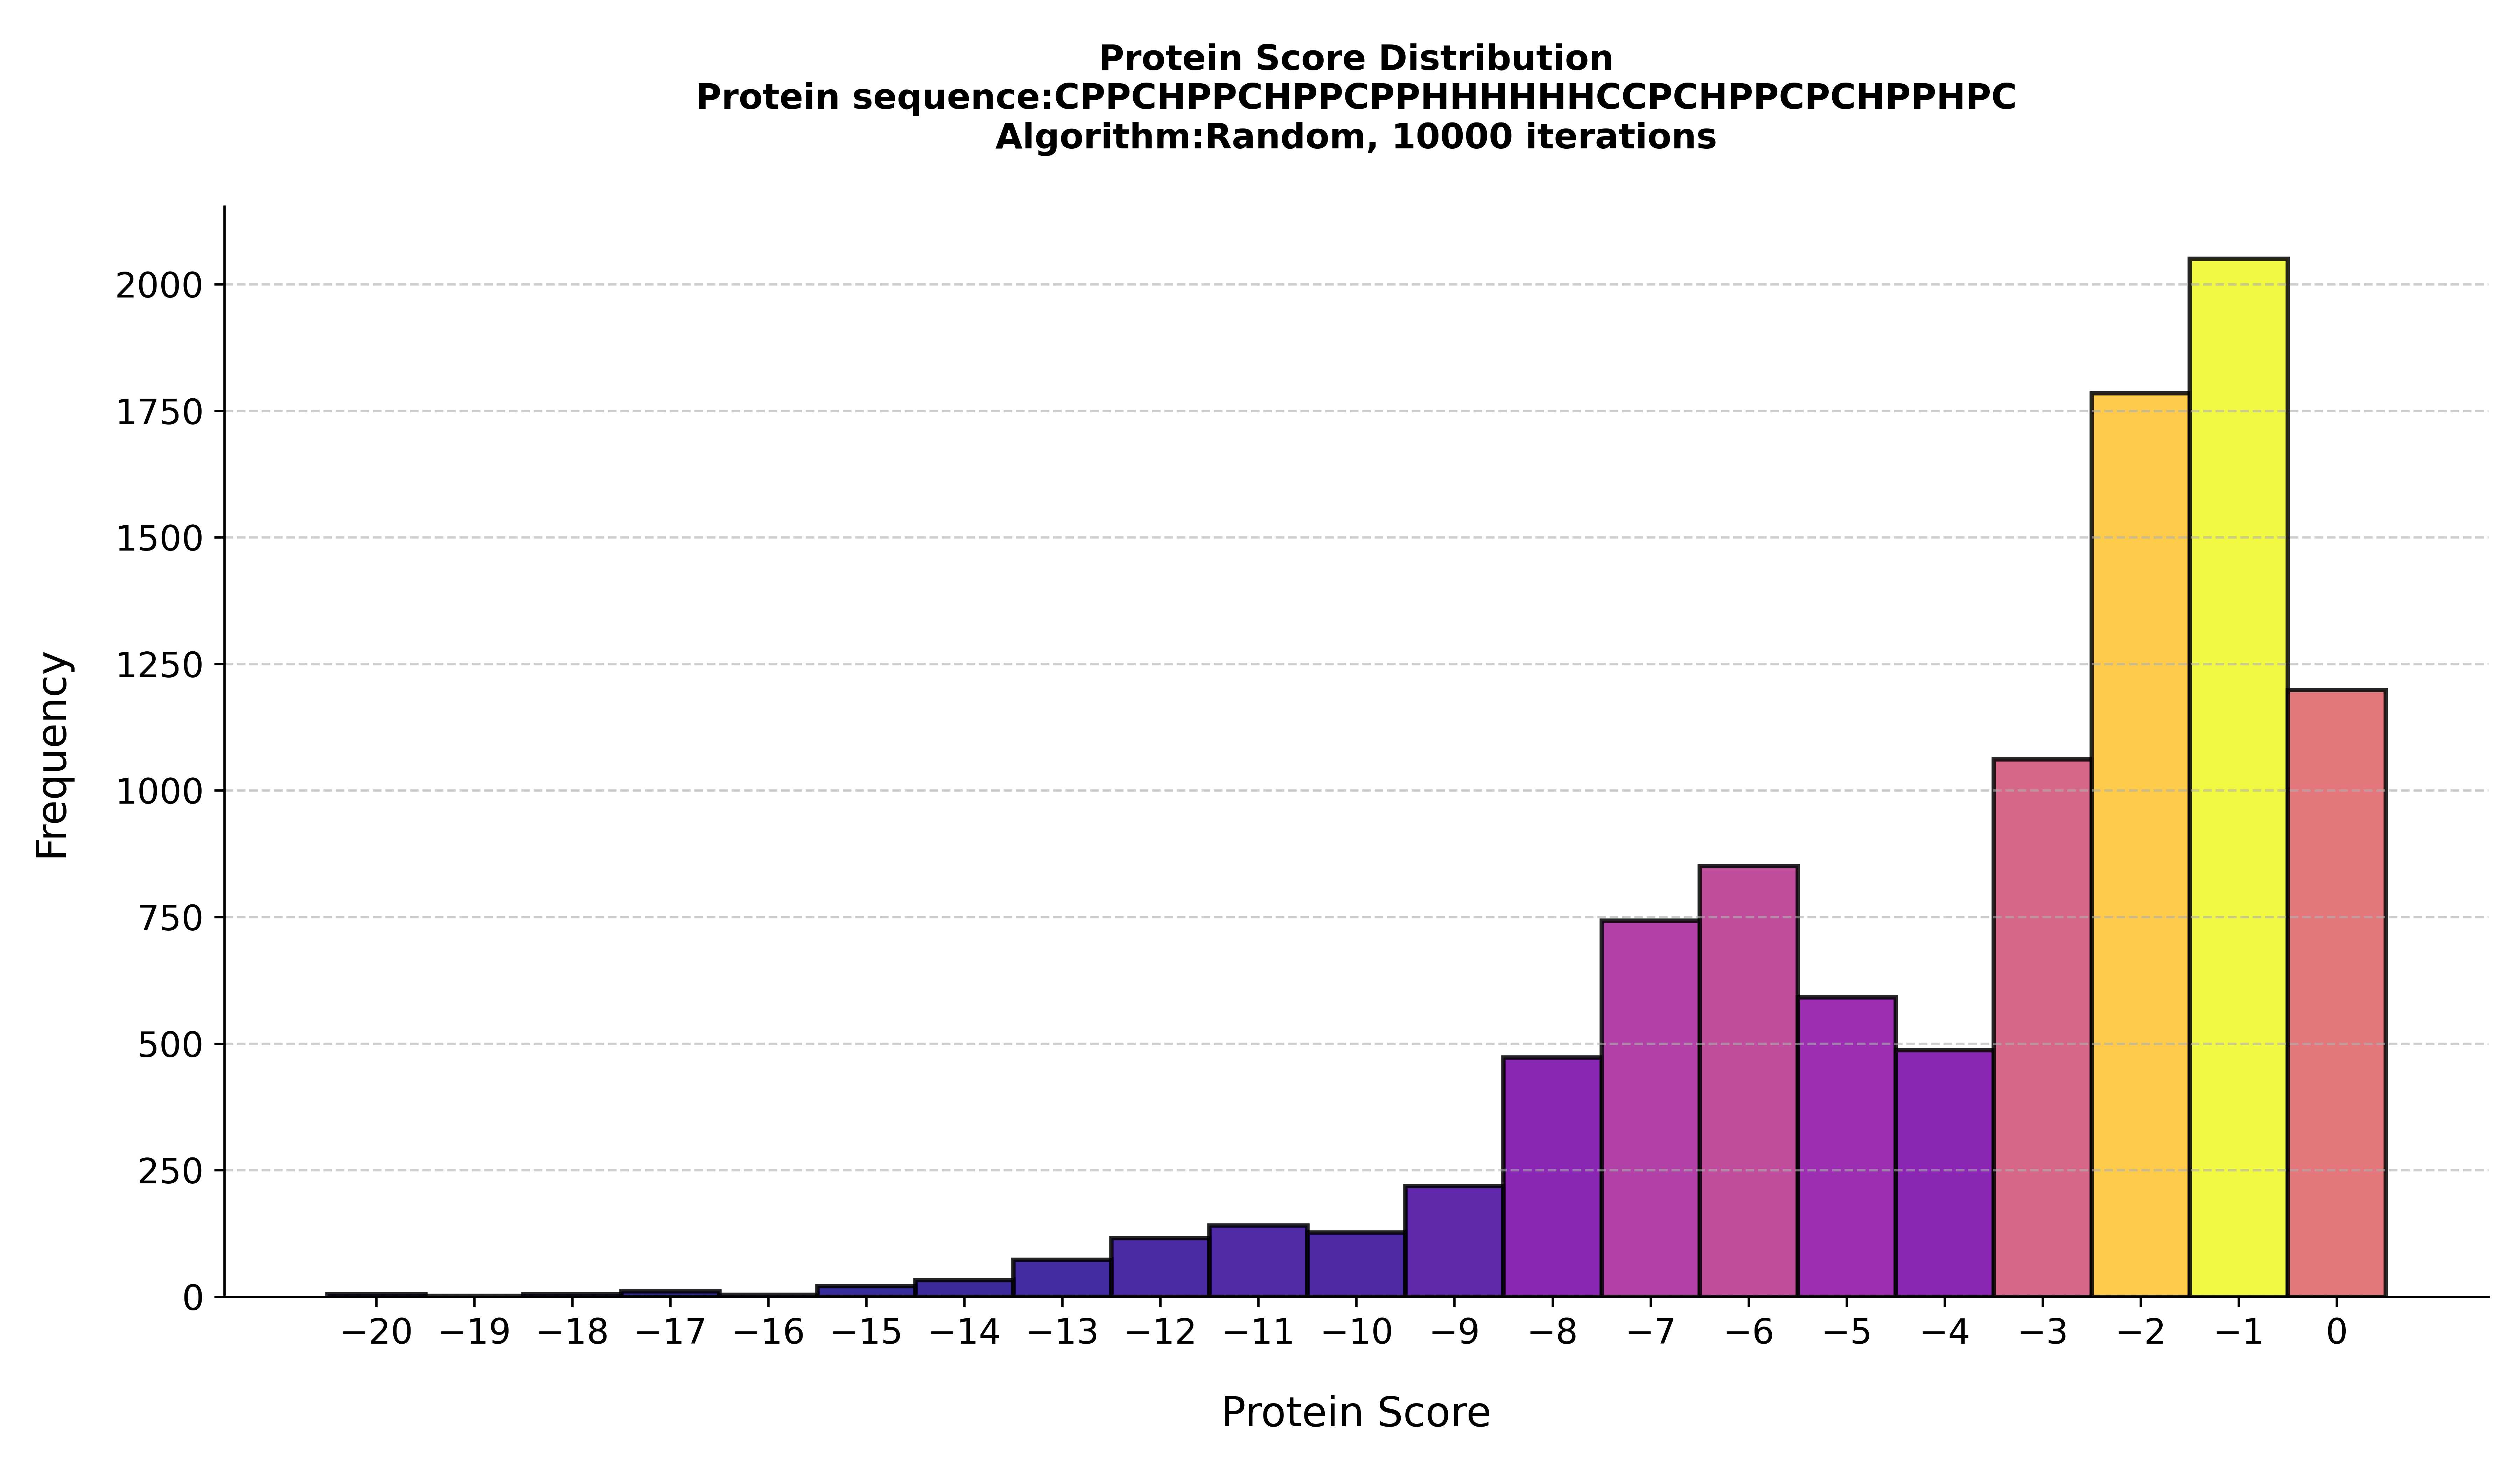 Protein Score Distribution
Protein sequence:CPPCHPPCHPPCPPHHHHHHHCCPCHPPCPCHPPHPC
Algorithm:Random, 10000 iterations
Frequency
2000
1750
1500
1250
1000
750
500
250
0
−20 −19 −18 −17 −16 −15 −14 −13 −12 −11 −10 −9 −8 −7 −6 −5 −4 −3 −2 −1 0
Protein Score